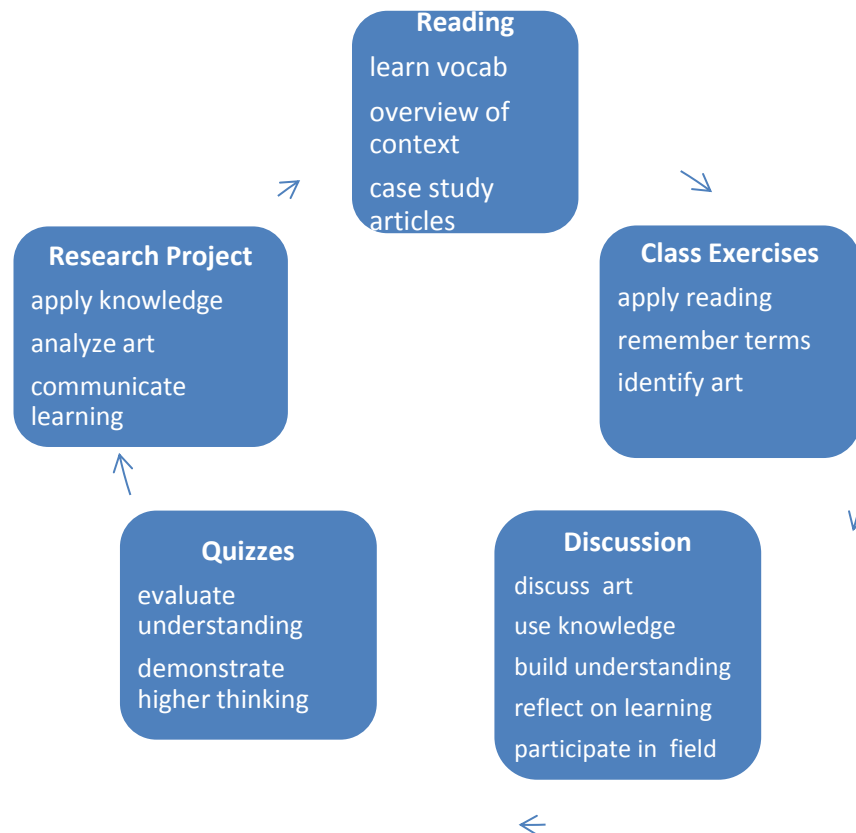 Reading
learn vocab
overview of
context
case study
articles
Class Exercises
apply reading
remember terms
identify art
Discussion
discuss  art
use knowledge
build understanding
reflect on learning
participate in  field
Quizzes
evaluate
understanding
demonstrate
higher thinking
Research Project
apply knowledge
analyze art
communicate
learning